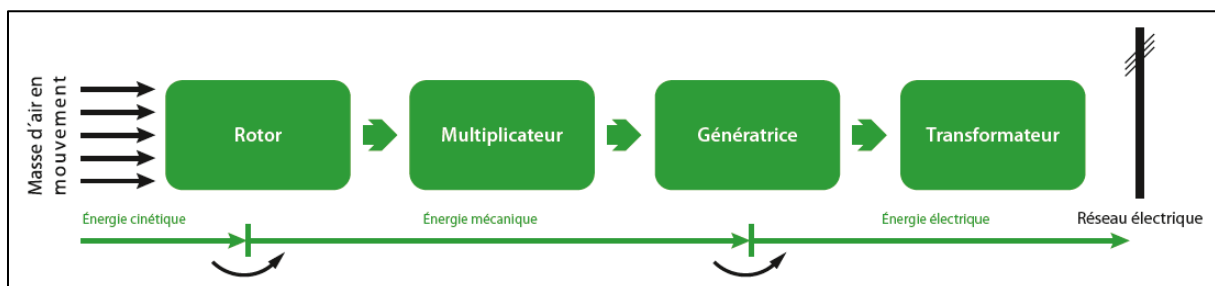 Masse d'air en
mouvement
Rotor
Multiplicateur
Génératrice
Transformateur
Énergie cinétique
Énergie mécanique
Énergie électrique
Réseau électrique